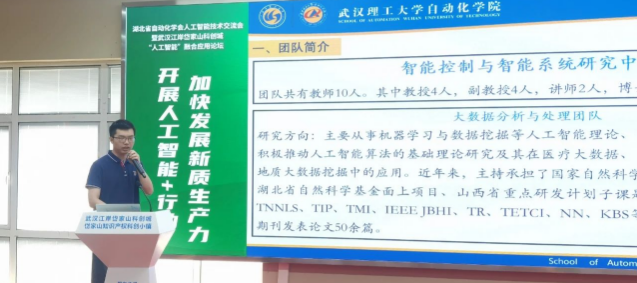 湖北省自动化学会人工智能技术交流会
暨武汉江岸岱家山科创城
“人工智能”融合应用论坛
加快发展新质生产力
开展人工智能+行
武汉理工大学自动化学院
SCHOOL OF AUTOMATION WUHAN UNIVERSITY OF TECHNOLOGY
一、团队简介
智能控制与智能系统研究中
团队共有教师10人。其中教授4人，副教授4人，讲师2人，博
大数据分析与处理团队
研究方向：主要从事机器学习与数据挖掘等人工智能理论、
积极推动人工智能算法的基础理论研究及其在医疗大数据、
地质大数据挖掘中的应用。近年来，主持承担了国家自然科学
湖北省自然科学基金面上项目、山西省重点研发计划子课题
TNNLS, TIP, TMI, IEEE JBHI, TR, TETCI, NN, KBS等
期刊发表论文50余篇。
School of Autom
武汉江岸岱家山科创城
岱家山知识产权科创小镇